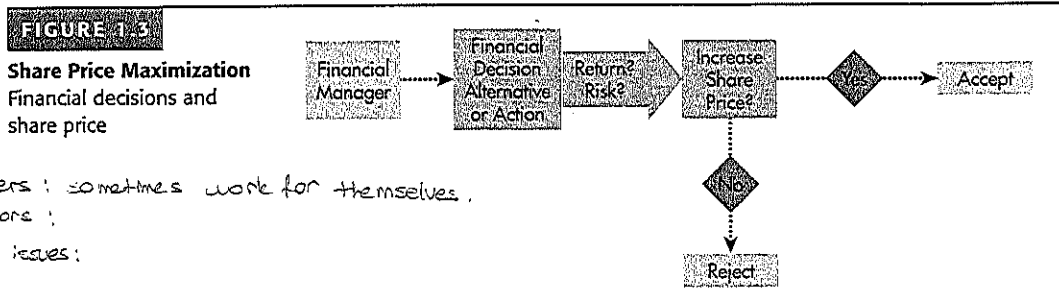 FIGURE 1.3
Share Price Maximization
Financial decisions and
share price
Financial
Manager
Financial
Decision
Alternative
or Action
Return?
Risk?
Increase
Share
Price?
Yes
Accept
No
Reject
sometimes work for themselves.
issues: